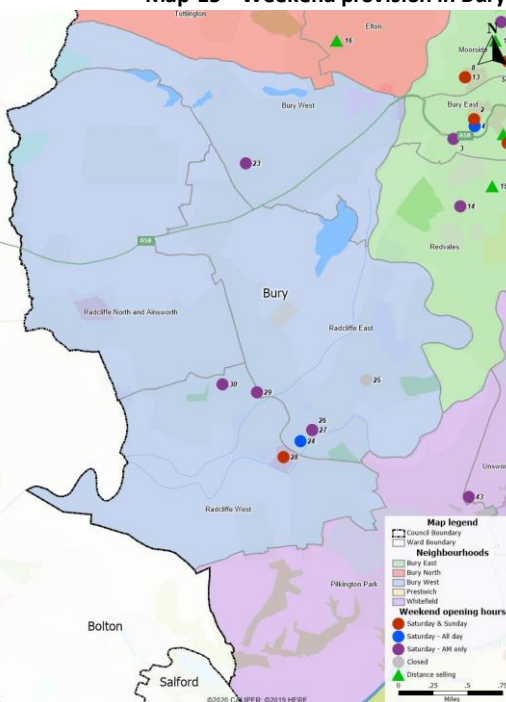 Map 15 - Weekend provision in Bury
Tottington
Elton
16
Moorside
N
8
13
Bury West
Bury East
2
4
A58
3
23
15
14
Redvales
A58
Bury
Radcliffe North and Ainsworth
Radcliffe East
25
30
29
26
27
24
28
Unswo
43
Radcliffe West
Pilkington Park
Bolton
Salford
©2020 CALIPER; ©2019 HERE
Map legend
Council Boundary
Ward Boundary
Neighbourhoods
Bury East
Bury North
Bury West
Prestwich
Whitefield
Weekend opening hours
Saturday & Sunday
Saturday - All day
Saturday - AM only
Closed
Distance selling
0 .25 .5 .75
Miles